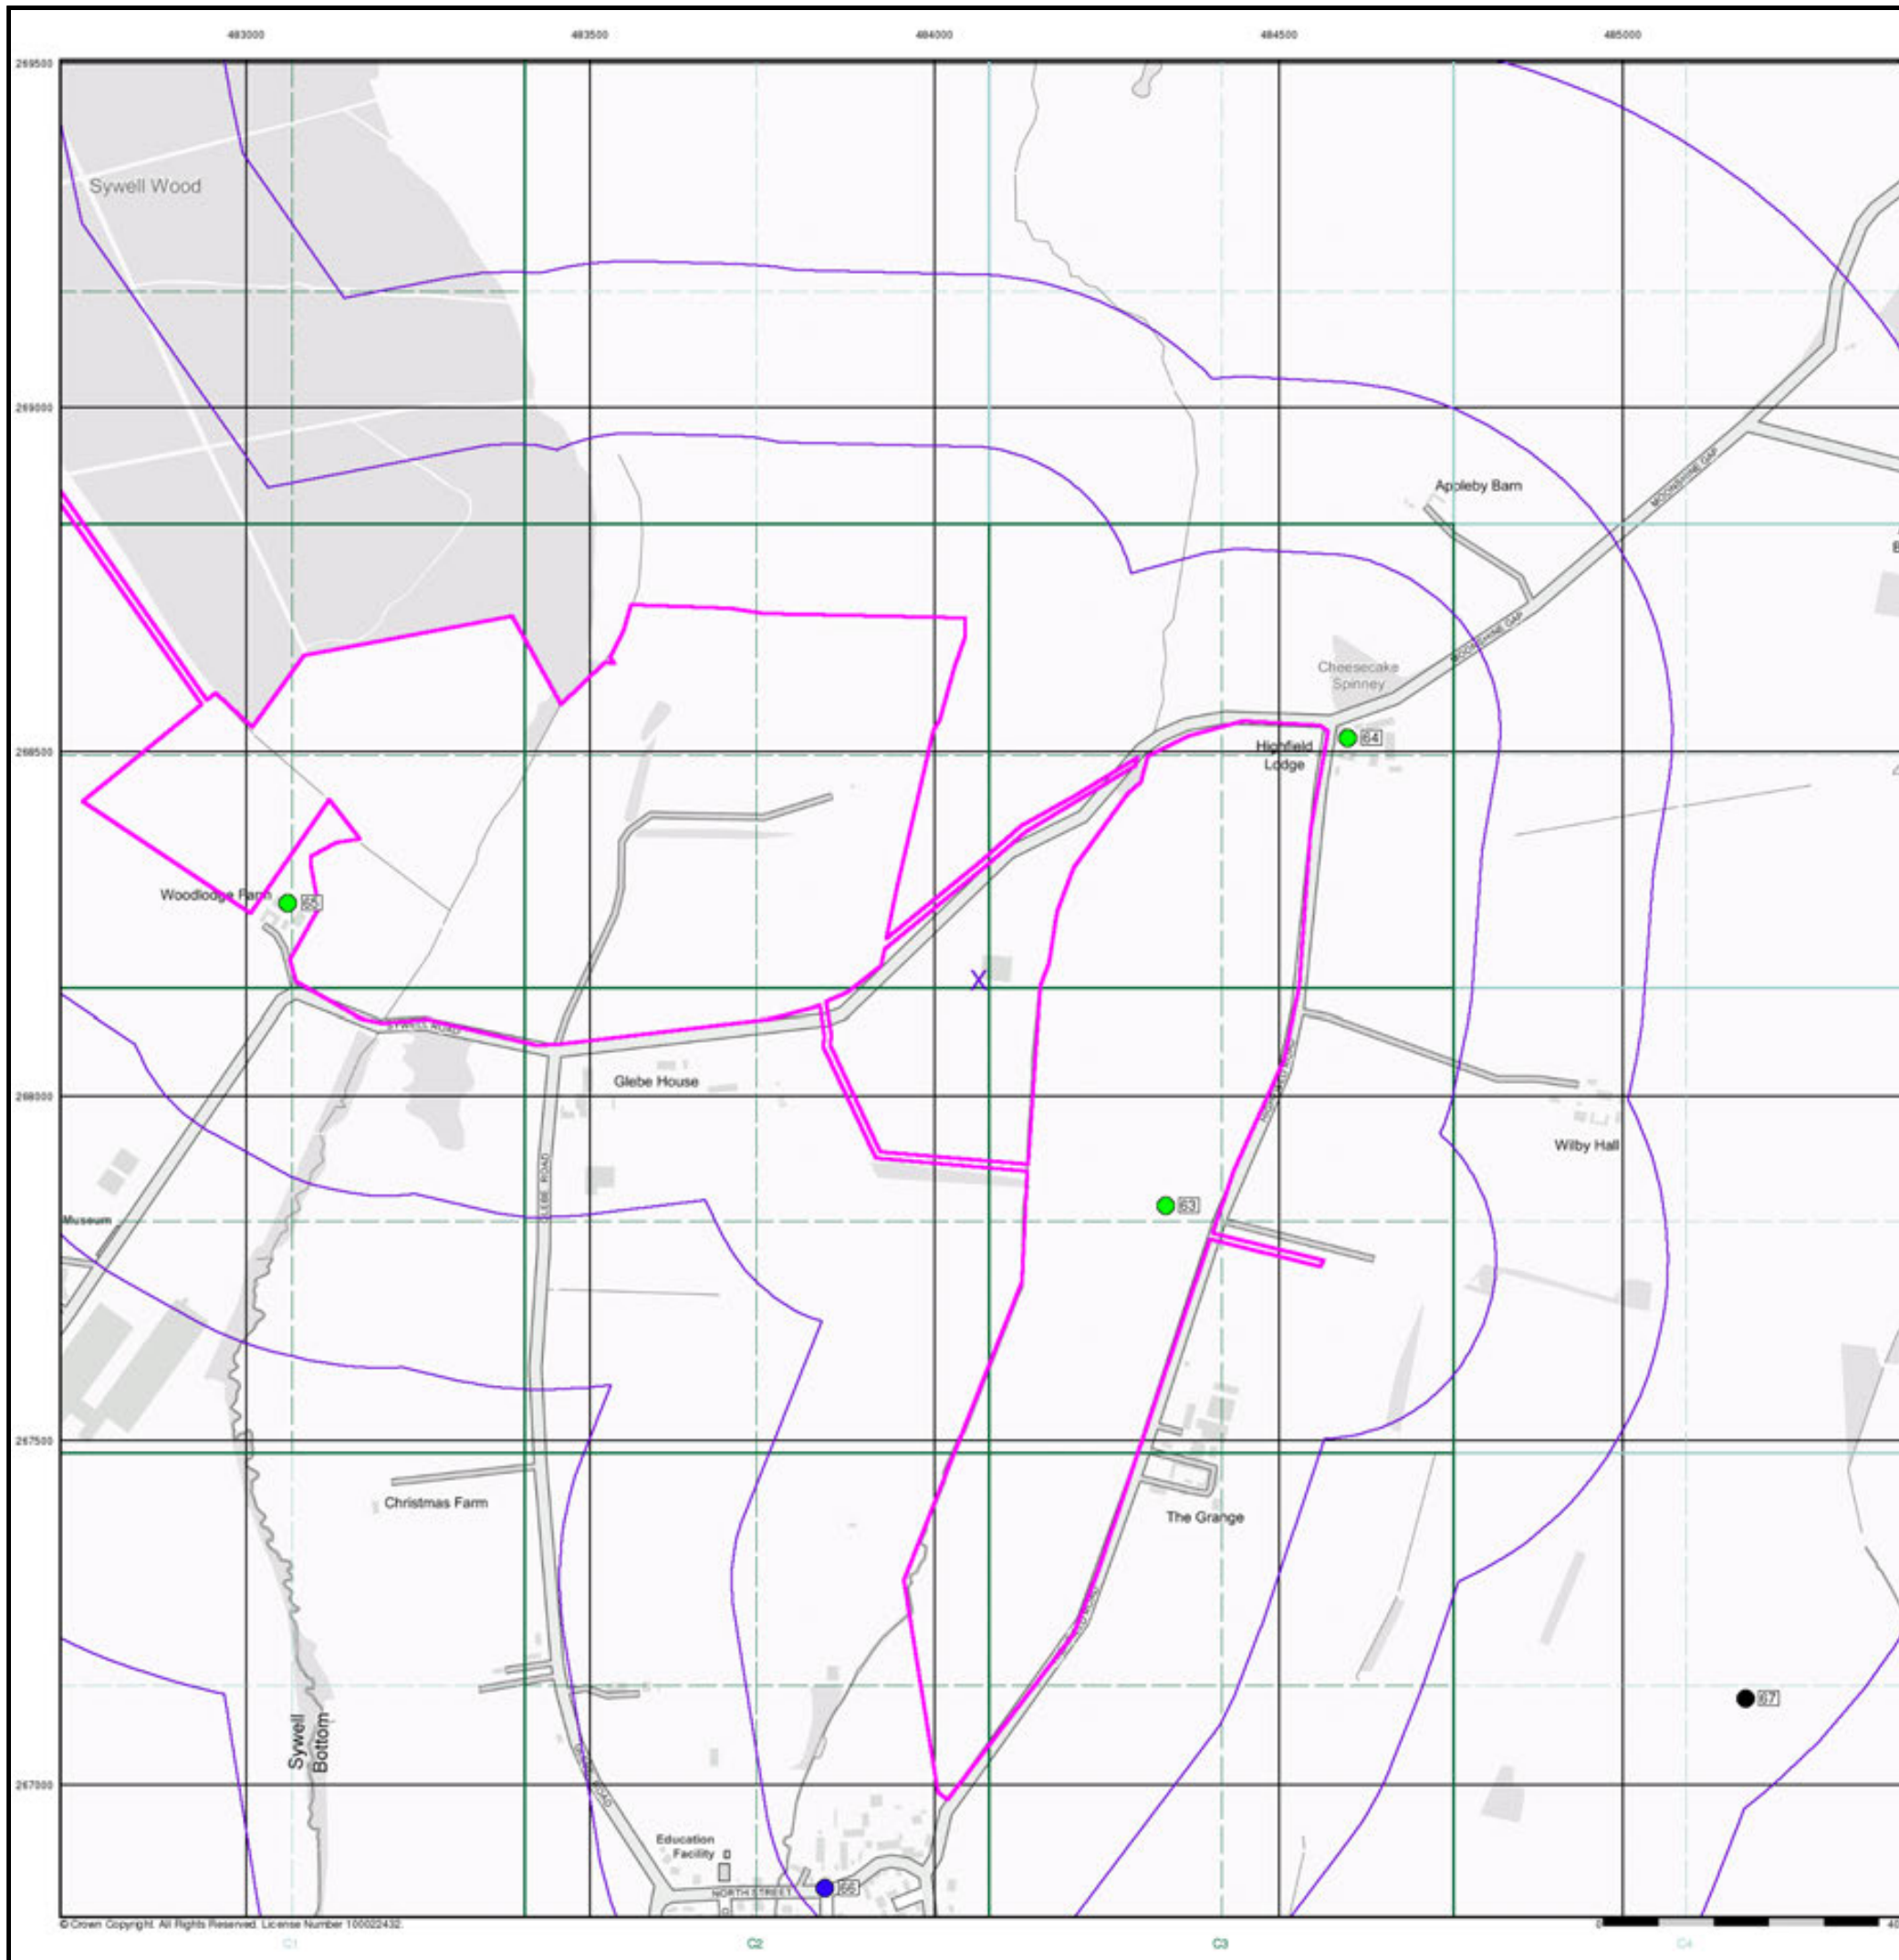 483000
483500
484000
484500
485000
269500
Sywell Wood
269000
MOONSHINE GAP
Appleby Barn
MOONSHINE GAP
Cheesecake
Spinney
64
268500
Highfield
Lodge
Woodlodge Farm
65
X
SYWELL ROAD
Glebe House
268000
Wilby Hall
GLEBE ROAD
63
Museum
267500
Christmas Farm
The Grange
67
Sywell
Bottom
267000
Education
Facility
NORTH STREET
66
© Crown Copyright. All Rights Reserved. License Number 100022432.
0
C1
C2
C3
C4